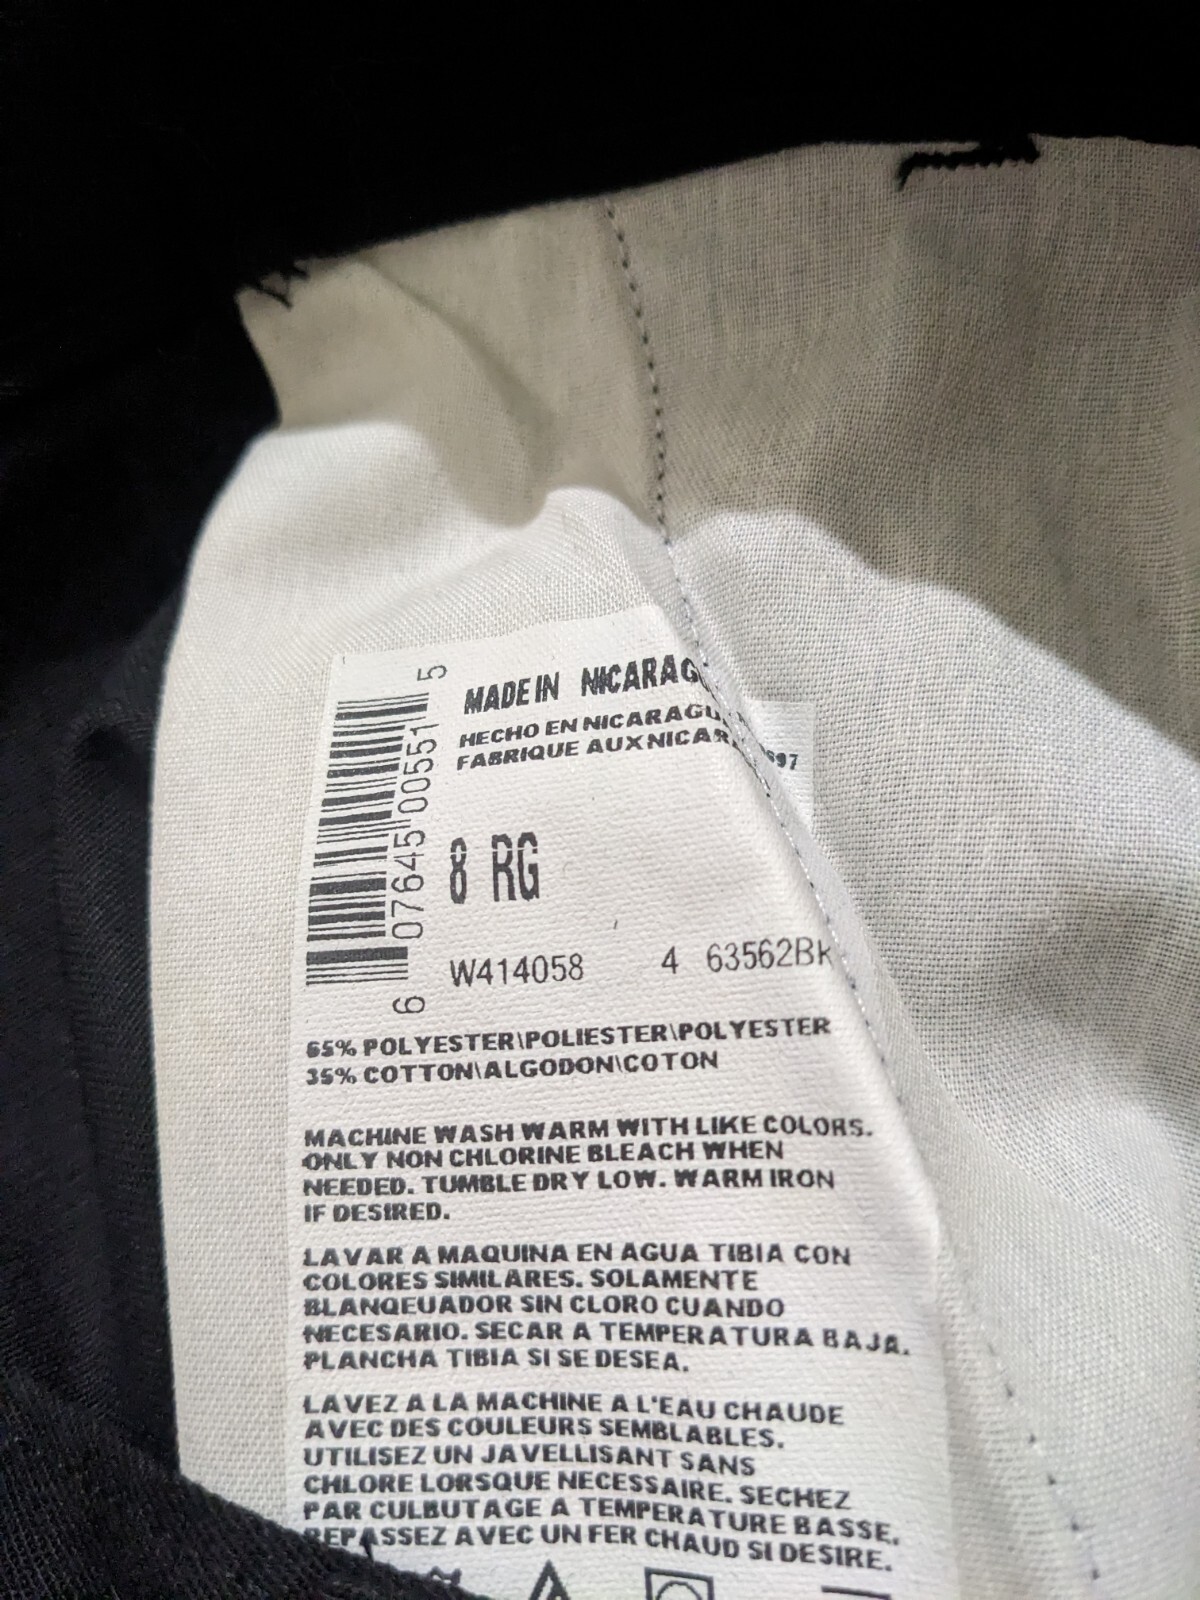 MADE IN NICARAG
HECHO EN NICARAGU
FABRIQUE AUX NICAR
697
8 RG
W414058 4 63562BK
6 07645 00551 5
65% POLYESTER\POLIESTER\POLYESTER
35% COTTON\ALGODON\COTON
MACHINE WASH WARM WITH LIKE COLORS.
ONLY NON CHLORINE BLEACH WHEN
NEEDED. TUMBLE DRY LOW. WARM IRON
IF DESIRED.
LAVAR A MAQUINA EN AGUA TIBIA CON
COLORES SIMILARES. SOLAMENTE
BLANQEUADOR SIN CLORO CUANDO
NECESARIO. SECAR A TEMPERATURA BAJA.
PLANCHA TIBIA SI SE DESEA.
LAVEZ A LA MACHINE A L'EAU CHAUDE
AVEC DES COULEURS SEMBLABLES.
UTILISEZ UN JAVELLISANT SANS
CHLORE LORSQUE NECESSAIRE. SECHEZ
PAR CULBUTAGE A TEMPERATURE BASSE.
REPASSEZ AVEC UN FER CHAUD SI DESIRE.